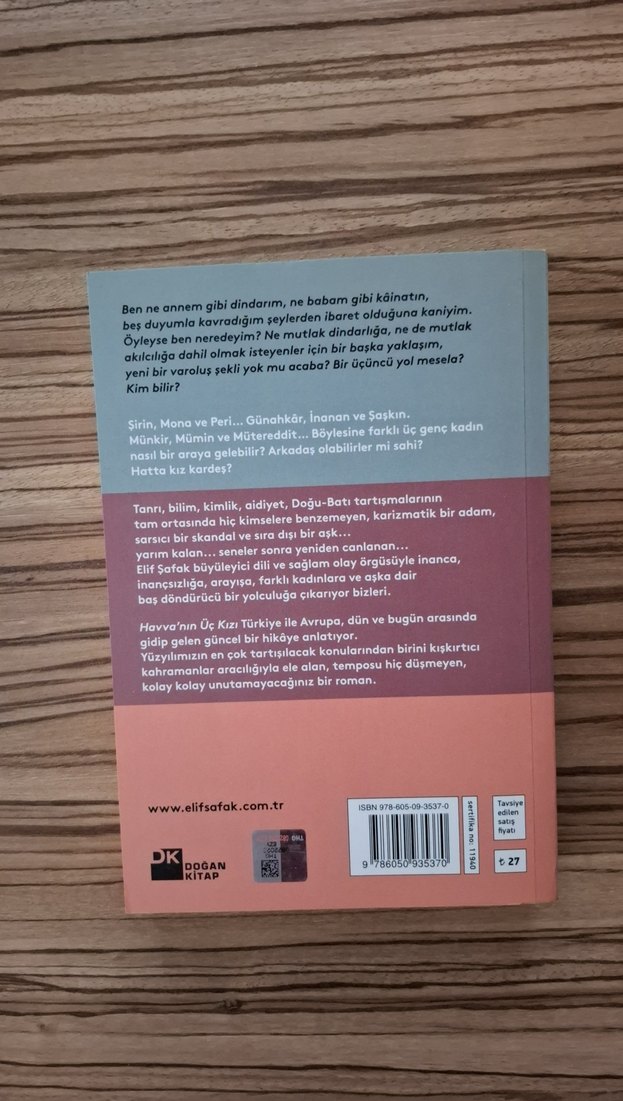 Ben ne annem gibi dindarım, ne babam gibi kâinatın,
beş duyumla kavradığım şeylerden ibaret olduğuna kaniyim.
Öyleyse ben neredeyim? Ne mutlak dindarlığa, ne de mutlak
akılcılığa dahil olmak isteyenler için bir başka yaklaşım,
yeni bir varoluş şekli yok mu acaba? Bir üçüncü yol mesela?
Kim bilir?
Şirin, Mona ve Peri... Günahkâr, İnanan ve Şaşkın.
Münkir, Mümin ve Mütereddit... Böylesine farklı üç genç kadın
nasıl bir araya gelebilir? Arkadaş olabilirler mi sahi?
Hatta kız kardeş?
Tanrı, bilim, kimlik, aidiyet, Doğu-Batı tartışmalarının
tam ortasında hiç kimselere benzemeyen, karizmatik bir adam,
sarsıcı bir skandal ve sıra dışı bir aşk...
yarım kalan... seneler sonra yeniden canlanan...
Elif Şafak büyüleyici dili ve sağlam olay örgüsüyle inanca,
inançsızlığa, arayışa, farklı kadınlara ve aşka dair
baş döndürücü bir yolculuğa çıkarıyor bizleri.
Havva'nın Üç Kızı Türkiye ile Avrupa, dün ve bugün arasında
gidip gelen güncel bir hikâye anlatıyor.
Yüzyılımızın en çok tartışılacak konularından birini kışkırtıcı
kahramanlar aracılığıyla ele alan, temposu hiç düşmeyen,
kolay kolay unutamayacağınız bir roman.
www.elifsafak.com.tr
DK
DOĞAN
KİTAP
ISBN 978-605-09-3537-0
9 786050 935370
sertifika no: 11940
Tavsiye
edilen
satış
fiyatı
₺ 27